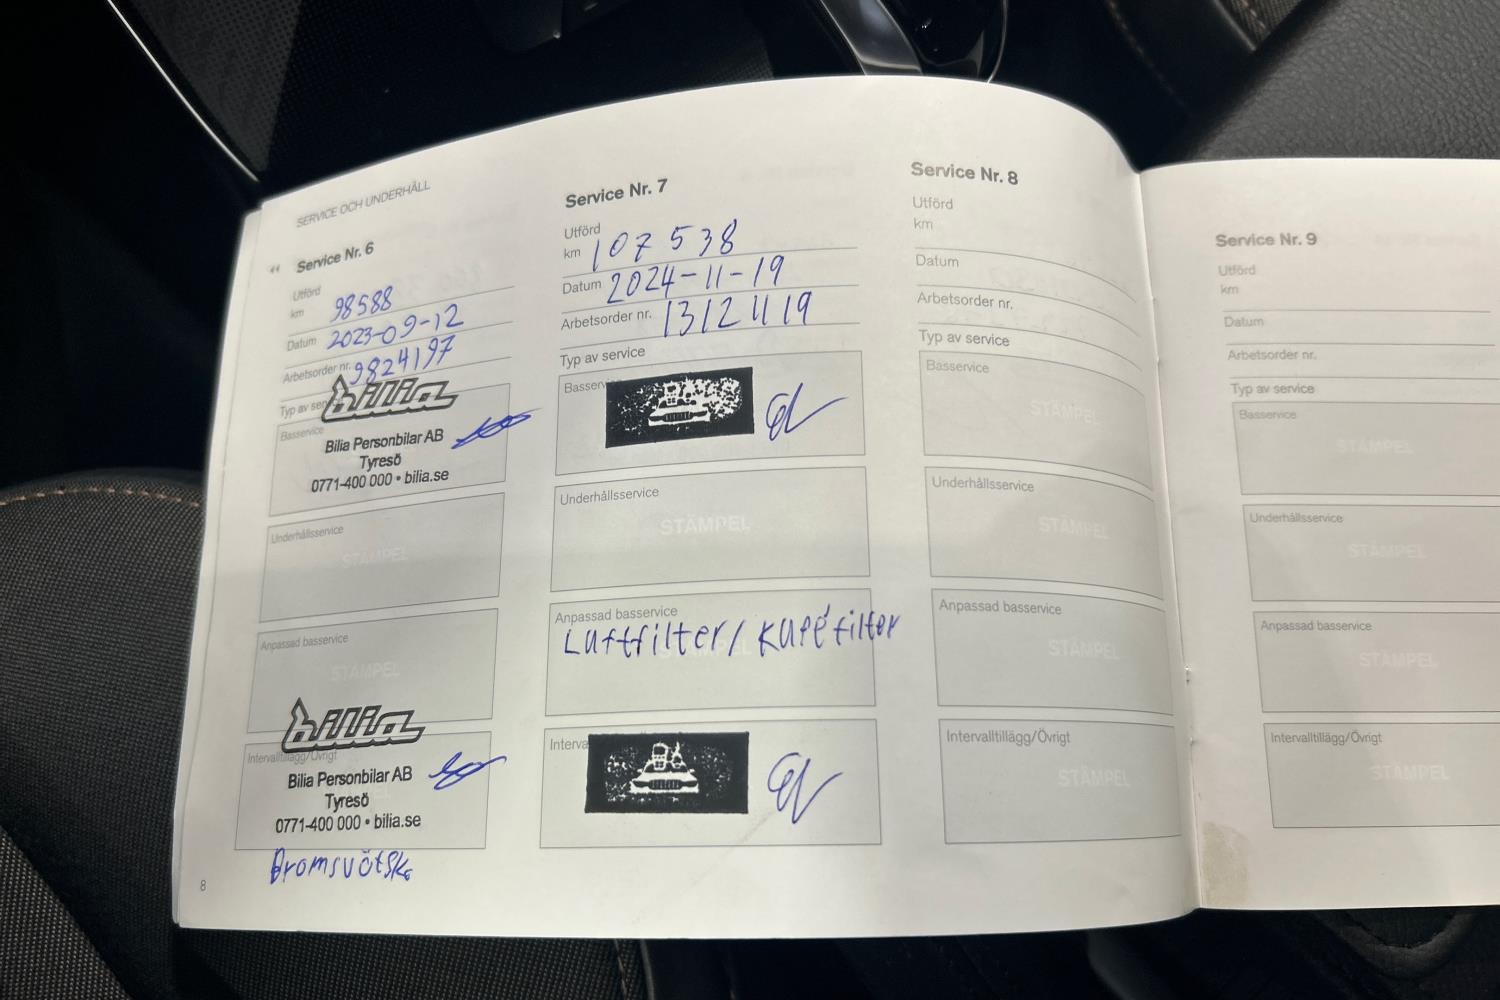 SERVICE OCH UNDERHÅLL
Service Nr. 6
Utförd
km 98588
Datum 2023-09-12
Arbetsorder nr. 9824197
Typ av ser
Basservice
bilia
Bilia Personbilar AB
Tyresö
0771-400 000 • bilia.se
Underhållsservice
STÄMPEL
Anpassad basservice
STÄMPEL
bilia
Intervalltillägg/Övrigt
Bilia Personbilar AB
Tyresö
0771-400 000 • bilia.se
Bromsvätska
8
Service Nr. 7
Utförd
km 107538
Datum 2024-11-19
Arbetsorder nr. 13121119
Typ av service
Basserv
Underhållsservice
STÄMPEL
Anpassad basservice
Luftfilter/Kupéfilter
Interva
Service Nr. 8
Utförd
km
Datum
Arbetsorder nr.
Typ av service
Basservice
STÄMPEL
Underhållsservice
STÄMPEL
Anpassad basservice
STÄMPEL
Intervalltillägg/Övrigt
STÄMPEL
Service Nr. 9
Utförd
km
Datum
Arbetsorder nr.
Typ av service
Basservice
STÄMPEL
Underhållsservice
STÄMPEL
Anpassad basservice
STÄMPEL
Intervalltillägg/Övrigt
STÄMPEL